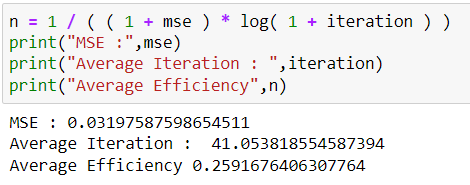 n = 1 / ( ( 1 + mse ) * log( 1 + iteration ) )
print("MSE :",mse)
print("Average Iteration : ",iteration)
print("Average Efficiency",n)
MSE : 0.03197587598654511
Average Iteration :  41.053818554587394
Average Efficiency 0.2591676406307764